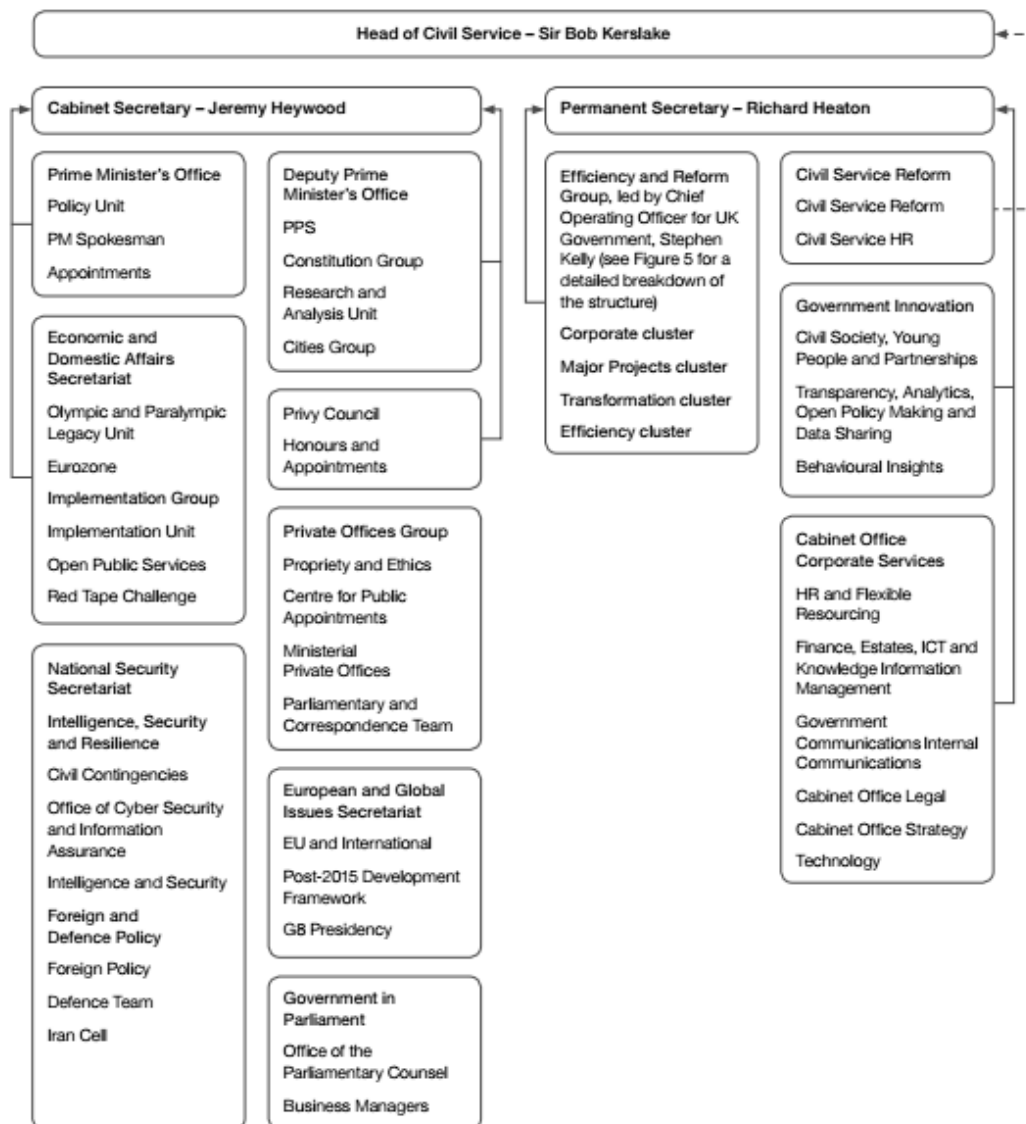 Head of Civil Service – Sir Bob Kerslake
Cabinet Secretary – Jeremy Heywood
Prime Minister's Office
Policy Unit
PM Spokesman
Appointments
Economic and
Domestic Affairs
Secretariat
Olympic and Paralympic
Legacy Unit
Eurozone
Implementation Group
Implementation Unit
Open Public Services
Red Tape Challenge
National Security
Secretariat
Intelligence, Security
and Resilience
Civil Contingencies
Office of Cyber Security
and Information
Assurance
Intelligence and Security
Foreign and
Defence Policy
Foreign Policy
Defence Team
Iran Cell
Deputy Prime
Minister's Office
PPS
Constitution Group
Research and
Analysis Unit
Cities Group
Privy Council
Honours and
Appointments
Private Offices Group
Propriety and Ethics
Centre for Public
Appointments
Ministerial
Private Offices
Parliamentary and
Correspondence Team
European and Global
Issues Secretariat
EU and International
Post-2015 Development
Framework
G8 Presidency
Government in
Parliament
Office of the
Parliamentary Counsel
Business Managers
Permanent Secretary – Richard Heaton
Efficiency and Reform
Group, led by Chief
Operating Officer for UK
Government, Stephen
Kelly (see Figure 5 for a
detailed breakdown of
the structure)
Corporate cluster
Major Projects cluster
Transformation cluster
Efficiency cluster
Civil Service Reform
Civil Service Reform
Civil Service HR
Government Innovation
Civil Society, Young
People and Partnerships
Transparency, Analytics,
Open Policy Making and
Data Sharing
Behavioural Insights
Cabinet Office
Corporate Services
HR and Flexible
Resourcing
Finance, Estates, ICT and
Knowledge Information
Management
Government
Communications Internal
Communications
Cabinet Office Legal
Cabinet Office Strategy
Technology